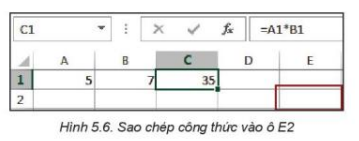 C1 fx =A1*B1
A B C D E
1 5 7 35
2
Hình 5.6. Sao chép công thức vào ô E2